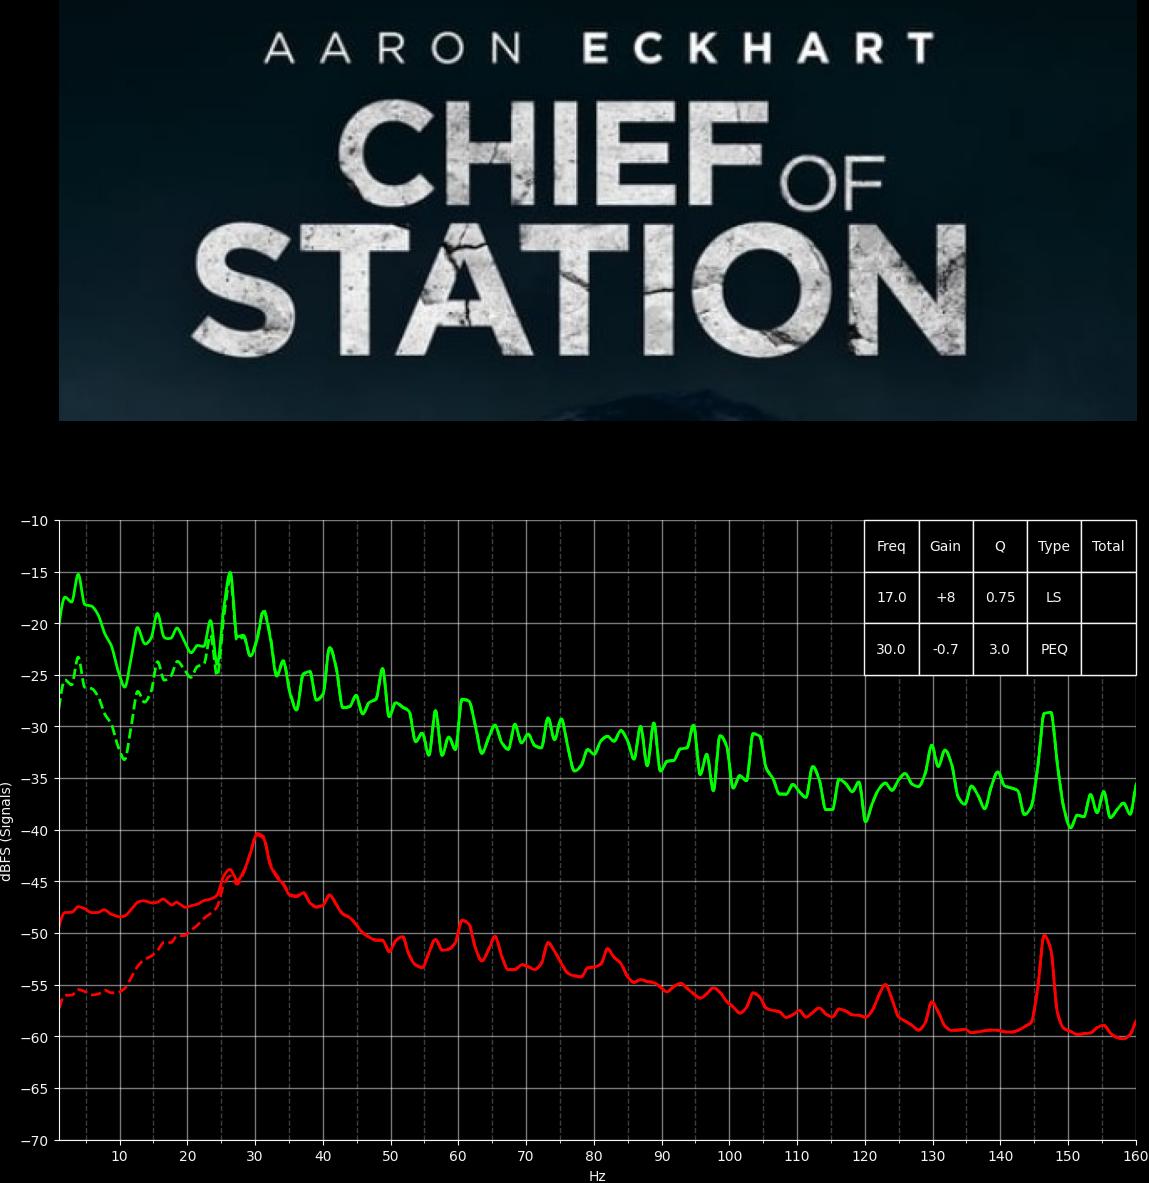 AARON ECKHART
CHIEF OF
STATION
Freq Gain Q Type Total
17.0 +8 0.75 LS
30.0 -0.7 3.0 PEQ
−10
−15
−20
−25
−30
−35
−40
−45
−50
−55
−60
−65
−70
dBFS (Signals)
10 20 30 40 50 60 70 80 90 100 110 120 130 140 150 160
Hz